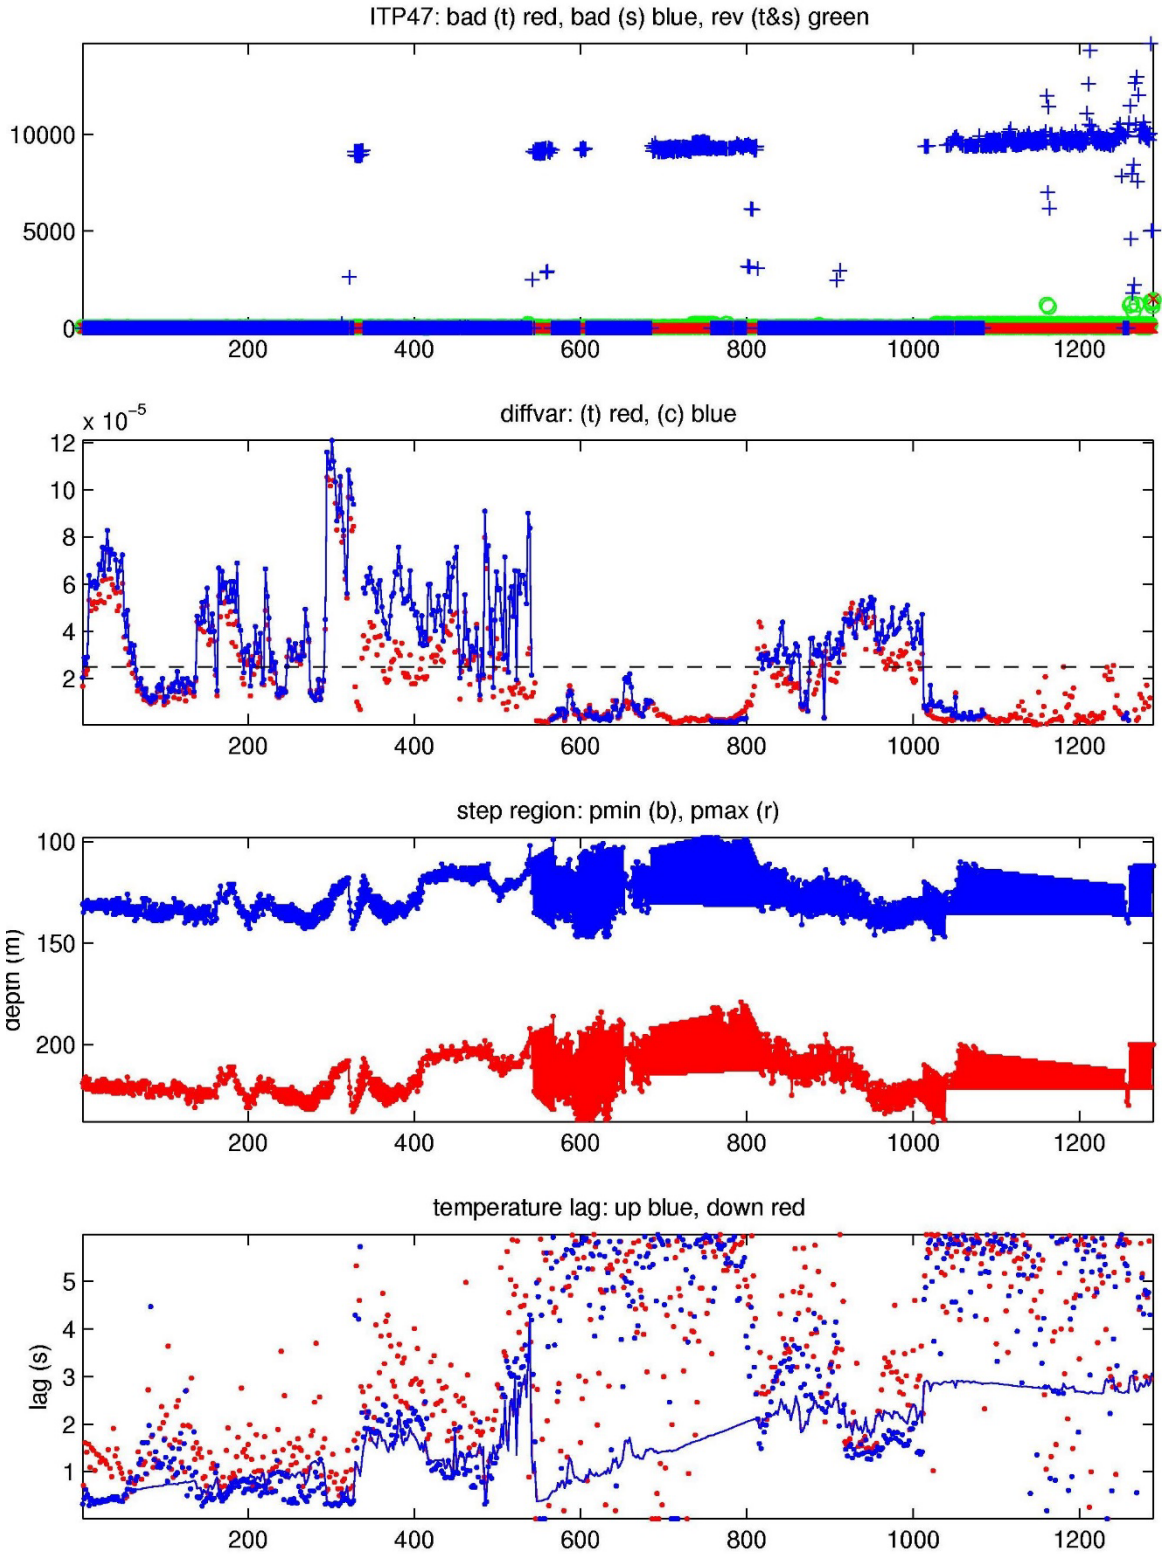 ITP47: bad (t) red, bad (s) blue, rev (t&s) green
10000
5000
0
200 400 600 800 1000 1200
diffvar: (t) red, (c) blue
x 10⁻⁵
12
10
8
6
4
2
200 400 600 800 1000 1200
step region: pmin (b), pmax (r)
100
150
200
depth (m)
200 400 600 800 1000 1200
temperature lag: up blue, down red
5
4
3
2
1
lag (s)
200 400 600 800 1000 1200